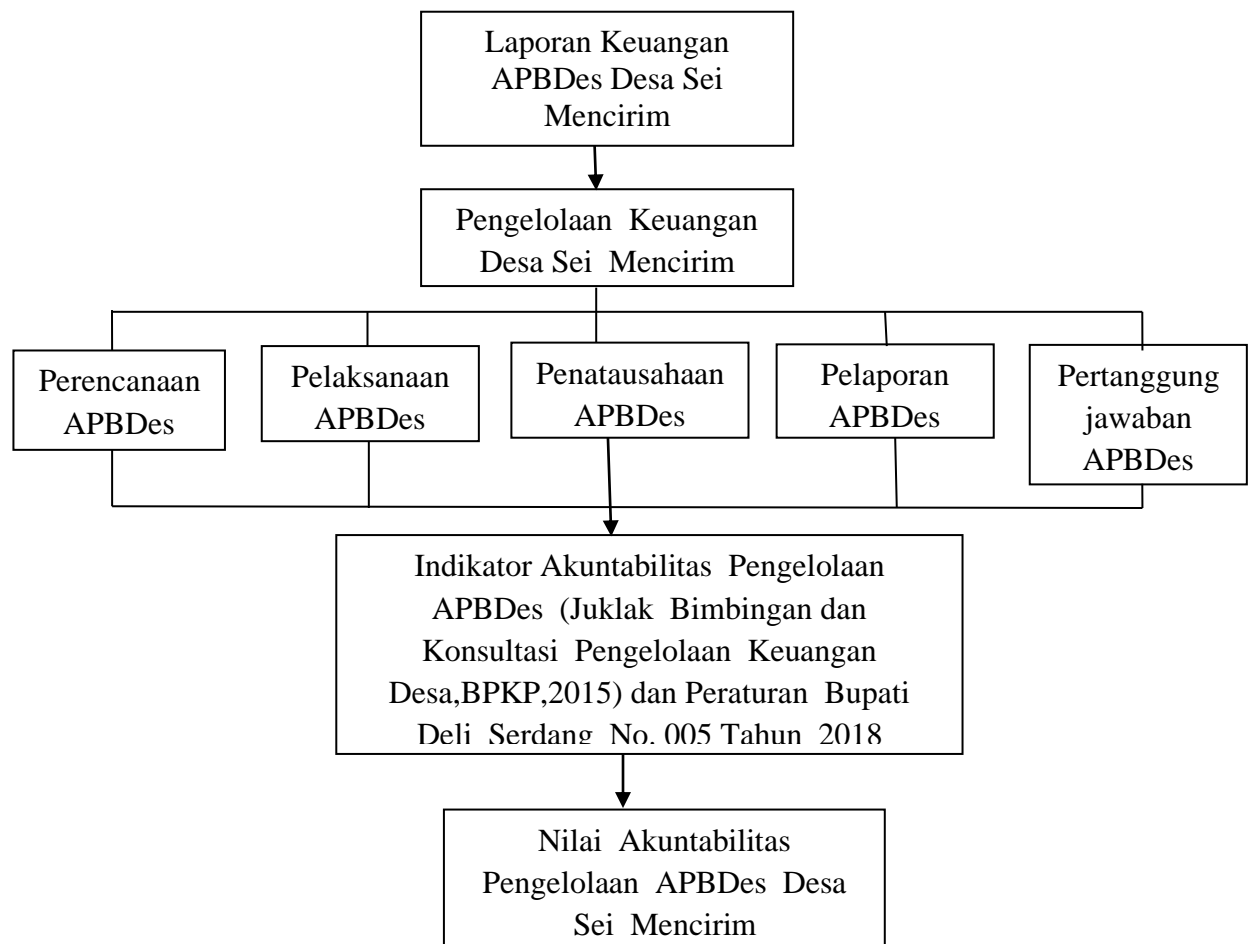 Laporan Keuangan
APBDes Desa Sei
Mencirim
Pengelolaan Keuangan
Desa Sei Mencirim
Perencanaan
APBDes
Pelaksanaan
APBDes
Penatausahaan
APBDes
Pelaporan
APBDes
Pertanggung
jawaban
APBDes
Indikator Akuntabilitas Pengelolaan
APBDes (Juklak Bimbingan dan
Konsultasi Pengelolaan Keuangan
Desa,BPKP,2015) dan Peraturan Bupati
Deli Serdang No. 005 Tahun 2018
Nilai Akuntabilitas
Pengelolaan APBDes Desa
Sei Mencirim